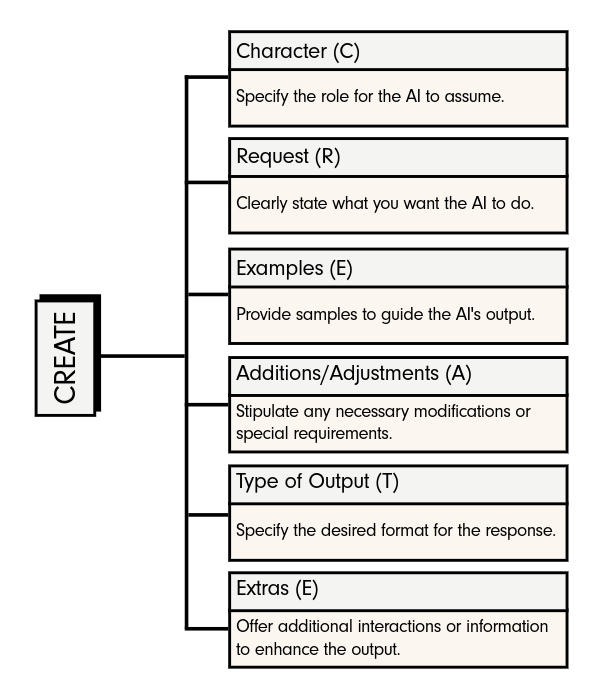 CREATE
Character (C)
Specify the role for the AI to assume.
Request (R)
Clearly state what you want the AI to do.
Examples (E)
Provide samples to guide the AI's output.
Additions/Adjustments (A)
Stipulate any necessary modifications or
special requirements.
Type of Output (T)
Specify the desired format for the response.
Extras (E)
Offer additional interactions or information
to enhance the output.